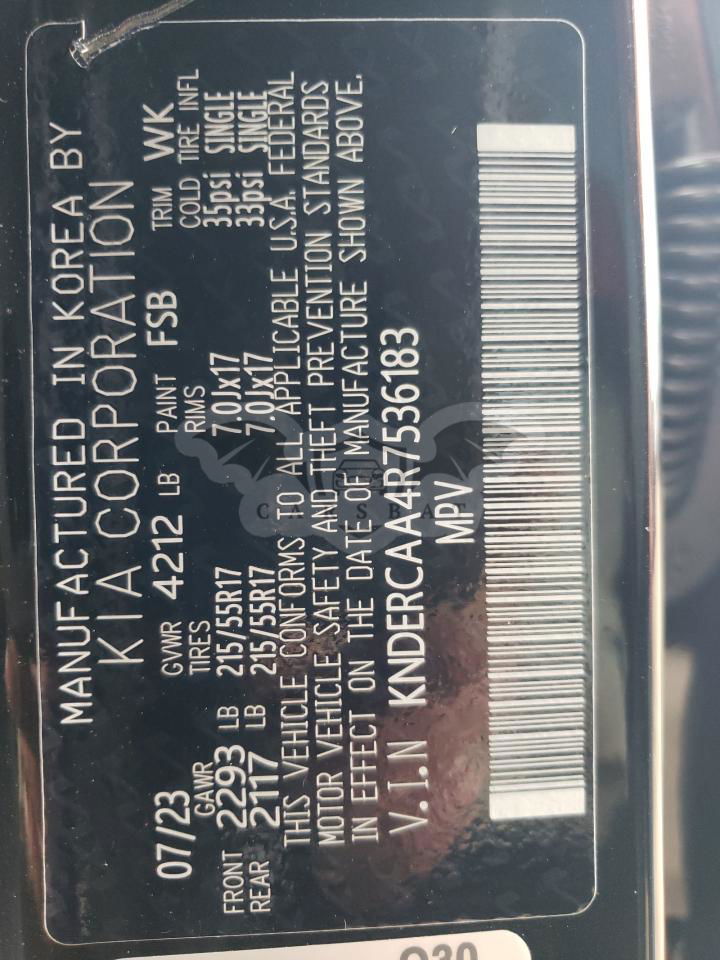 MANUFACTURED IN KOREA BY
KIA CORPORATION
07/23 GVWR 4212 LB PAINT FSB TRIM WK
GAWR TIRES RIMS COLD TIRE INFL
FRONT 2293 LB 215/55R17 7.0Jx17 35psi SINGLE
REAR 2117 LB 215/55R17 7.0Jx17 33psi SINGLE
THIS VEHICLE CONFORMS TO ALL APPLICABLE U.S.A. FEDERAL
MOTOR VEHICLE SAFETY AND THEFT PREVENTION STANDARDS
IN EFFECT ON THE DATE OF MANUFACTURE SHOWN ABOVE.
V.I.N KNDERCAA4R7536183
MPV